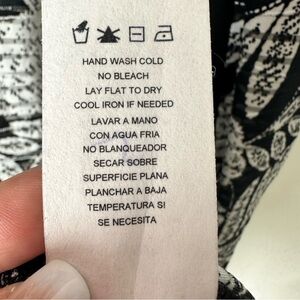 HAND WASH COLD
NO BLEACH
LAY FLAT TO DRY
COOL IRON IF NEEDED
LAVAR A MANO
CON AGUA FRIA
NO BLANQUEADOR
SECAR SOBRE
SUPERFICIE PLANA
PLANCHAR A BAJA
TEMPERATURA SI
SE NECESITA